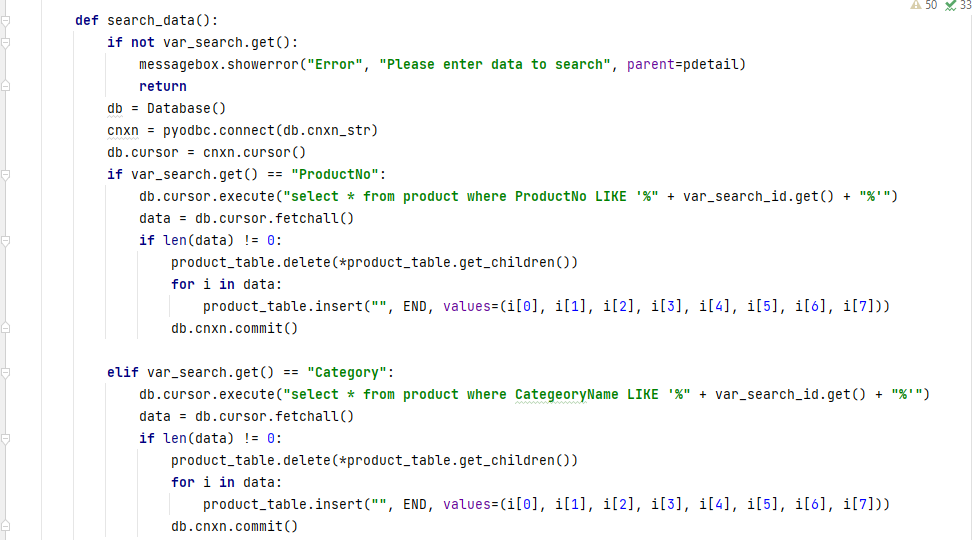 50 33
def search_data():
if not var_search.get():
messagebox.showerror("Error", "Please enter data to search", parent=pdetail)
return
db = Database()
cnxn = pyodbc.connect(db.cnxn_str)
db.cursor = cnxn.cursor()
if var_search.get() == "ProductNo":
db.cursor.execute("select * from product where ProductNo LIKE '%" + var_search_id.get() + "%'")
data = db.cursor.fetchall()
if len(data) != 0:
product_table.delete(*product_table.get_children())
for i in data:
product_table.insert("", END, values=(i[0], i[1], i[2], i[3], i[4], i[5], i[6], i[7]))
db.cnxn.commit()
elif var_search.get() == "Category":
db.cursor.execute("select * from product where CategeoryName LIKE '%" + var_search_id.get() + "%'")
data = db.cursor.fetchall()
if len(data) != 0:
product_table.delete(*product_table.get_children())
for i in data:
product_table.insert("", END, values=(i[0], i[1], i[2], i[3], i[4], i[5], i[6], i[7]))
db.cnxn.commit()